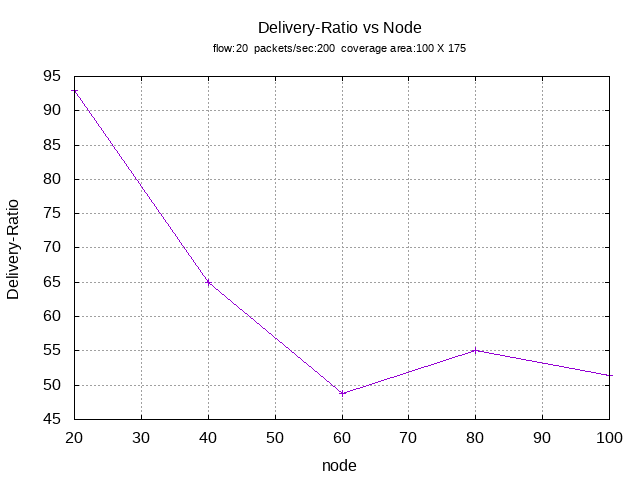 Delivery-Ratio vs Node
flow:20 packets/sec:200 coverage area:100 X 175
95
90
85
80
75
70
65
60
55
50
45
Delivery-Ratio
20 30 40 50 60 70 80 90 100
node